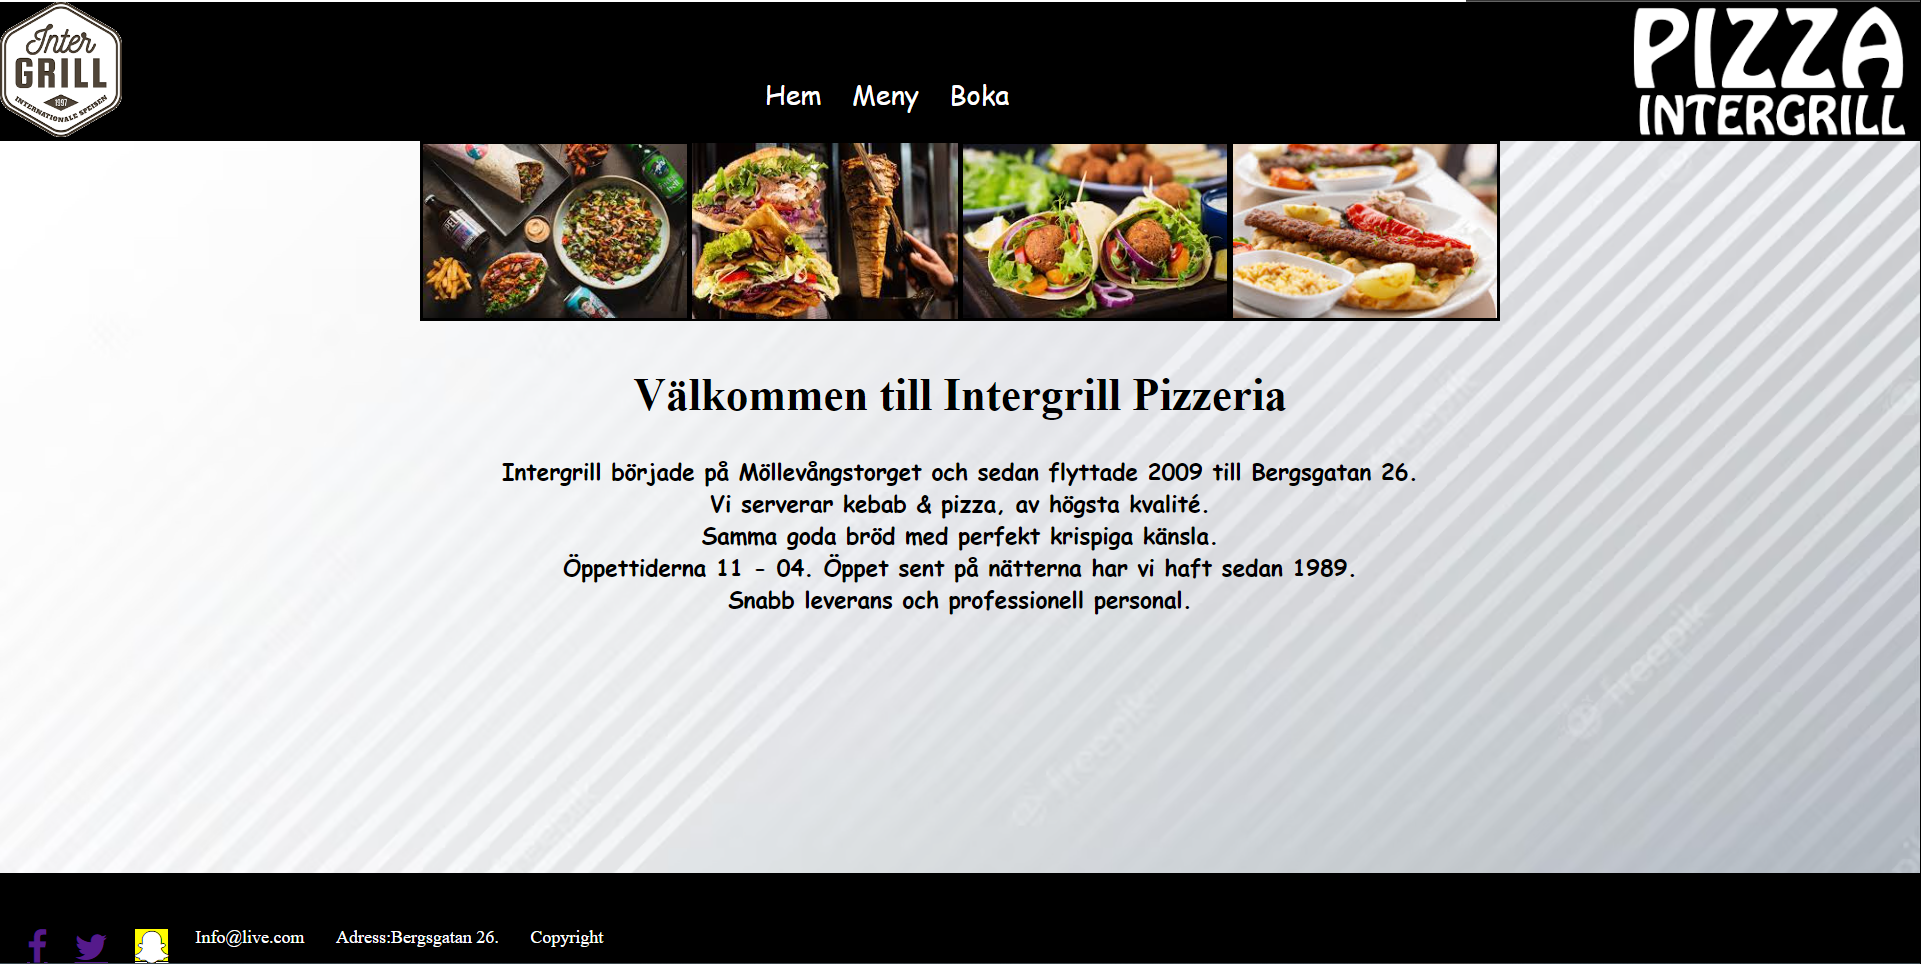 Inter
GRILL
1997
INTERNATIONALE SPEISEN
Hem Meny Boka
PIZZA
INTERGRILL
Välkommen till Intergrill Pizzeria
Intergrill började på Möllevångstorget och sedan flyttade 2009 till Bergsgatan 26.
Vi serverar kebab & pizza, av högsta kvalité.
Samma goda bröd med perfekt krispiga känsla.
Öppettiderna 11 - 04. Öppet sent på nätterna har vi haft sedan 1989.
Snabb leverans och professionell personal.
freepik
freepik
freepik
freepik
Info@live.com Adress:Bergsgatan 26. Copyright